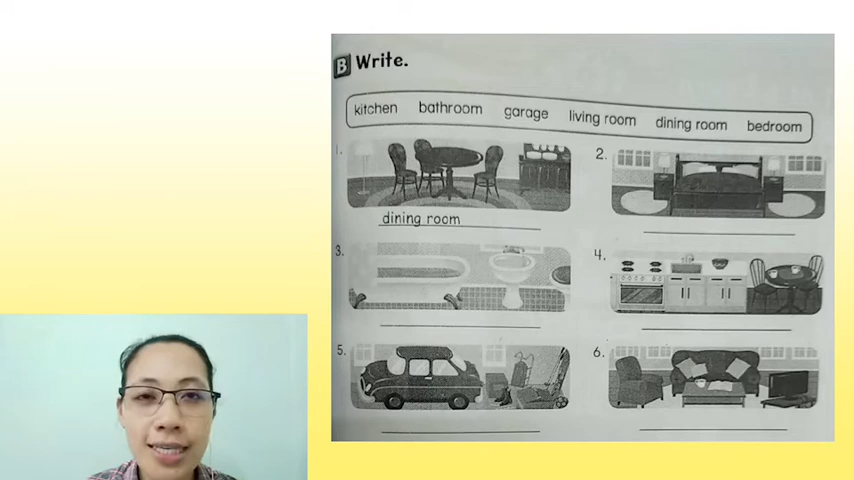 B Write.
kitchen bathroom garage living room dining room bedroom
1.
2.
dining room
3.
4.
5.
6.